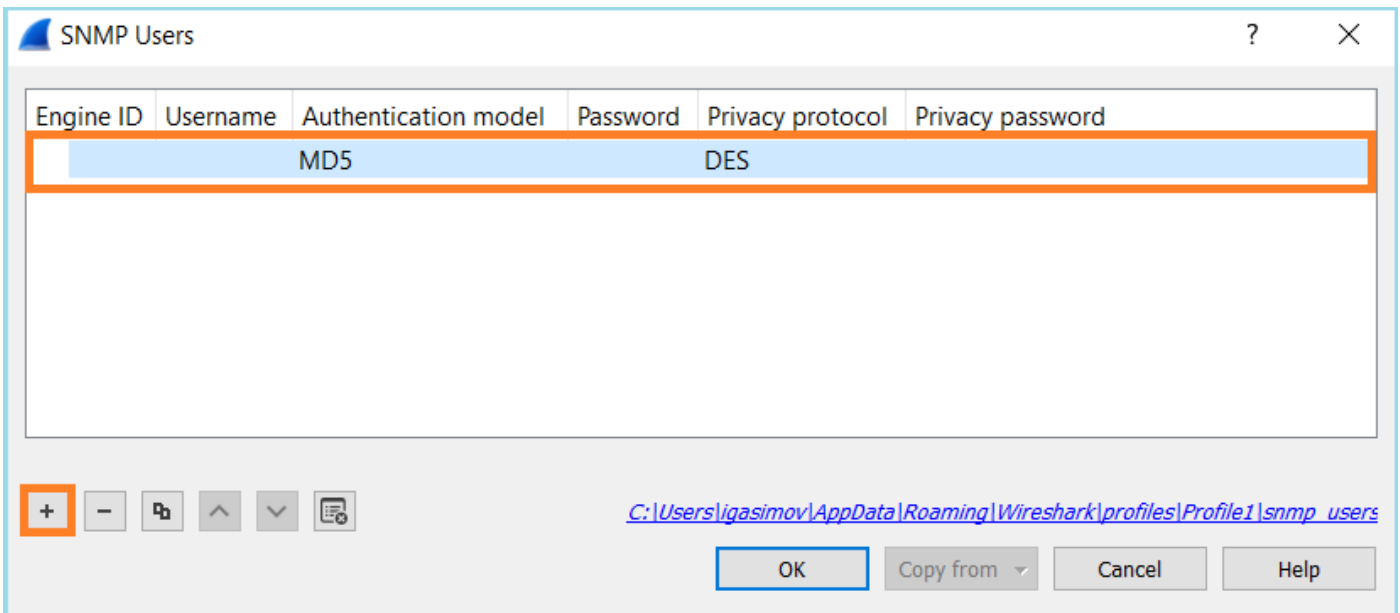 SNMP Users ? ×
Engine ID Username Authentication model Password Privacy protocol Privacy password
MD5 DES
+ −
C:\Users\igasimov\AppData\Roaming\Wireshark\profiles\Profile1\snmp_users
OK Copy from Cancel Help